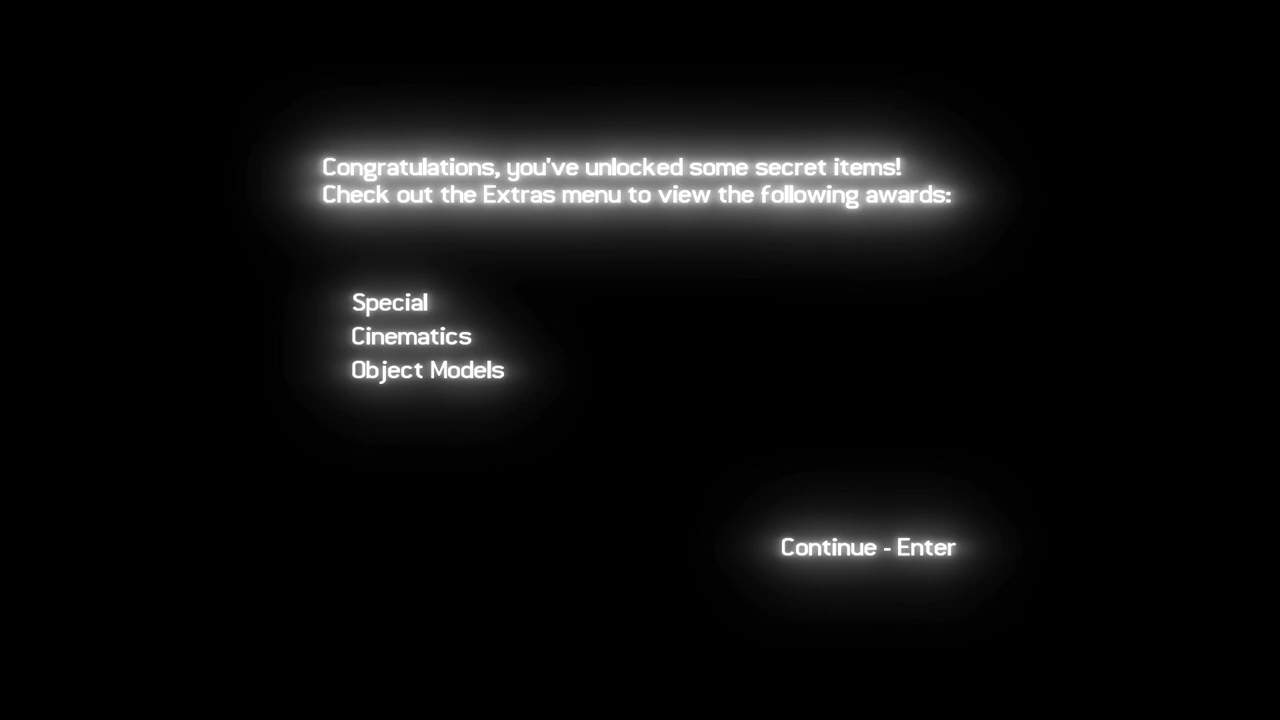 Congratulations, you've unlocked some secret items!
Check out the Extras menu to view the following awards:
Special
Cinematics
Object Models
Continue - Enter